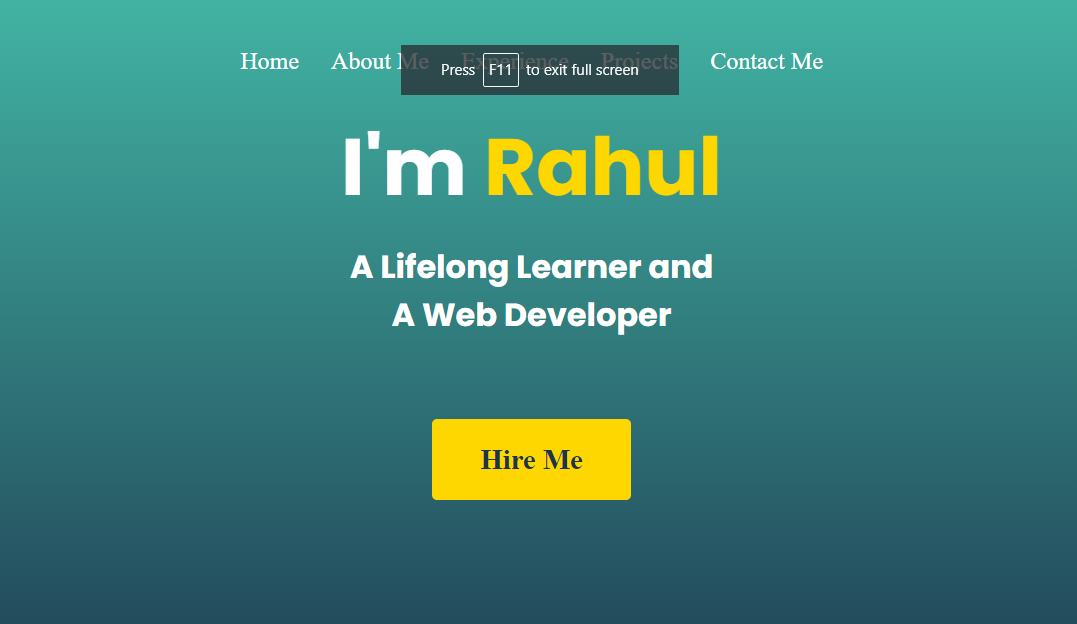 Home About Me Experience Projects Contact Me
Press F11 to exit full screen
I'm Rahul
A Lifelong Learner and
A Web Developer
Hire Me